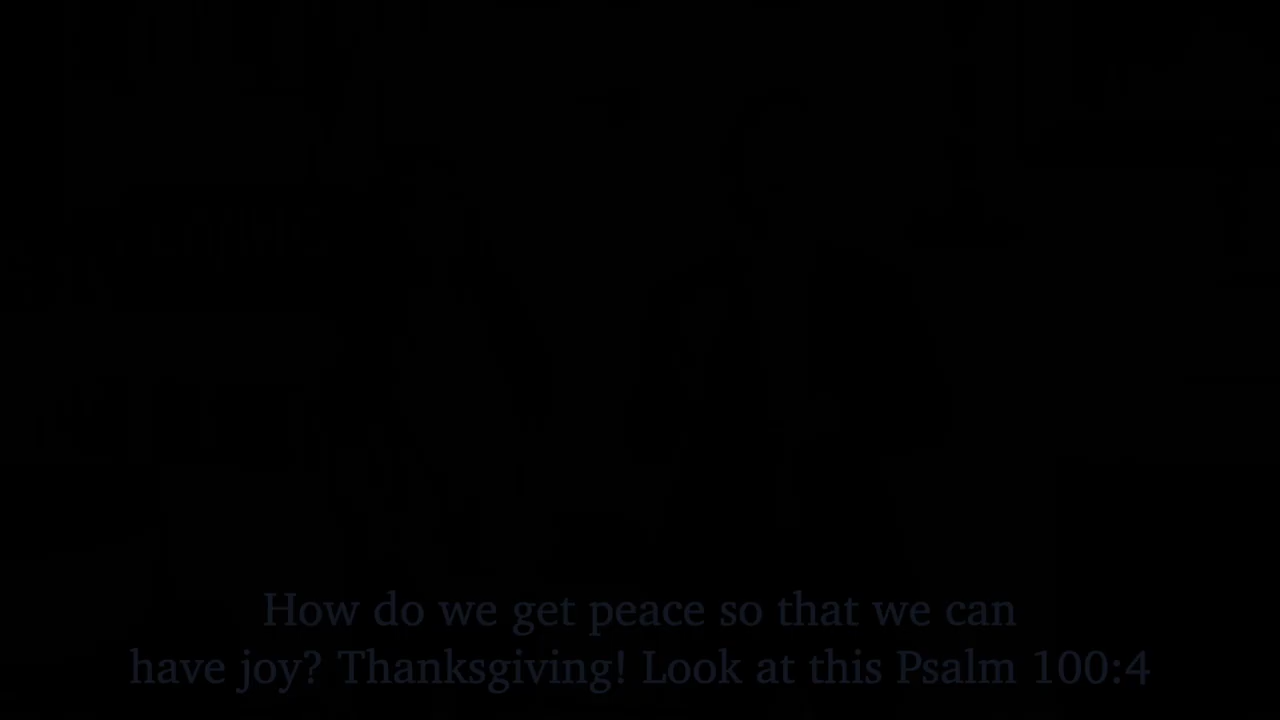 How do we get peace so that we can
have joy? Thanksgiving! Look at this Psalm 100:4